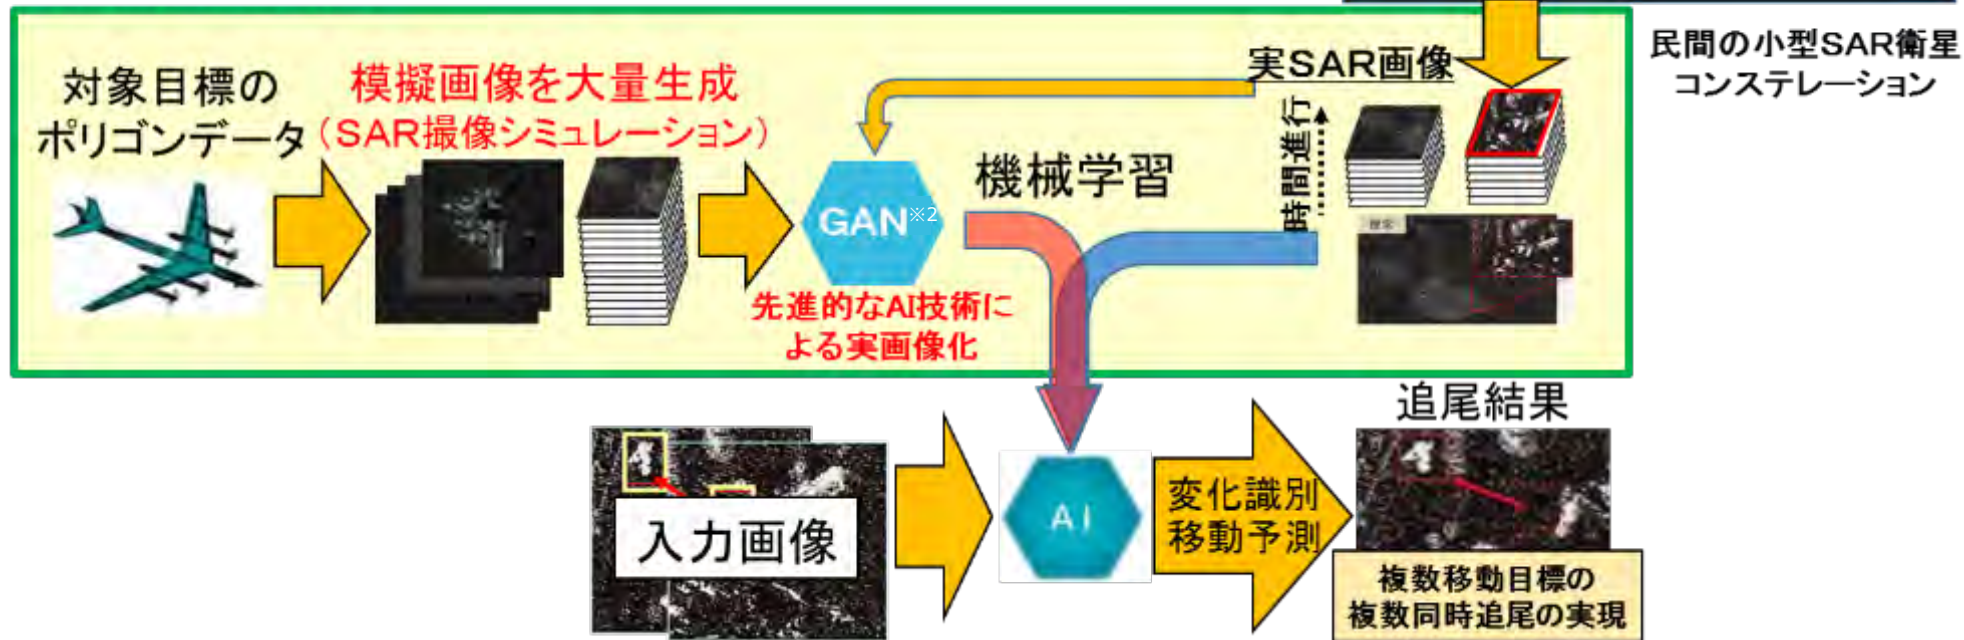 民間の小型SAR衛星
コンステレーション
対象目標の
ポリゴンデータ
模擬画像を大量生成
(SAR撮像シミュレーション)
実SAR画像
時間進行
GAN※2
機械学習
先進的なAI技術に
よる実画像化
入力画像
AI
変化識別
移動予測
追尾結果
複数移動目標の
複数同時追尾の実現